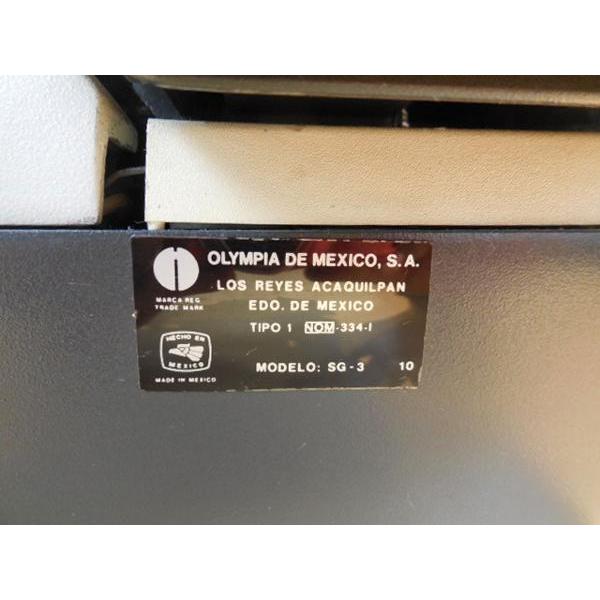 OLYMPIA DE MEXICO, S.A.
LOS REYES ACAQUILPAN
EDO. DE MEXICO
TIPO 1 NOM-334-I
MODELO: SG-3 10
MARCA REG.
TRADE MARK
HECHO EN
MEXICO
MADE IN MEXICO